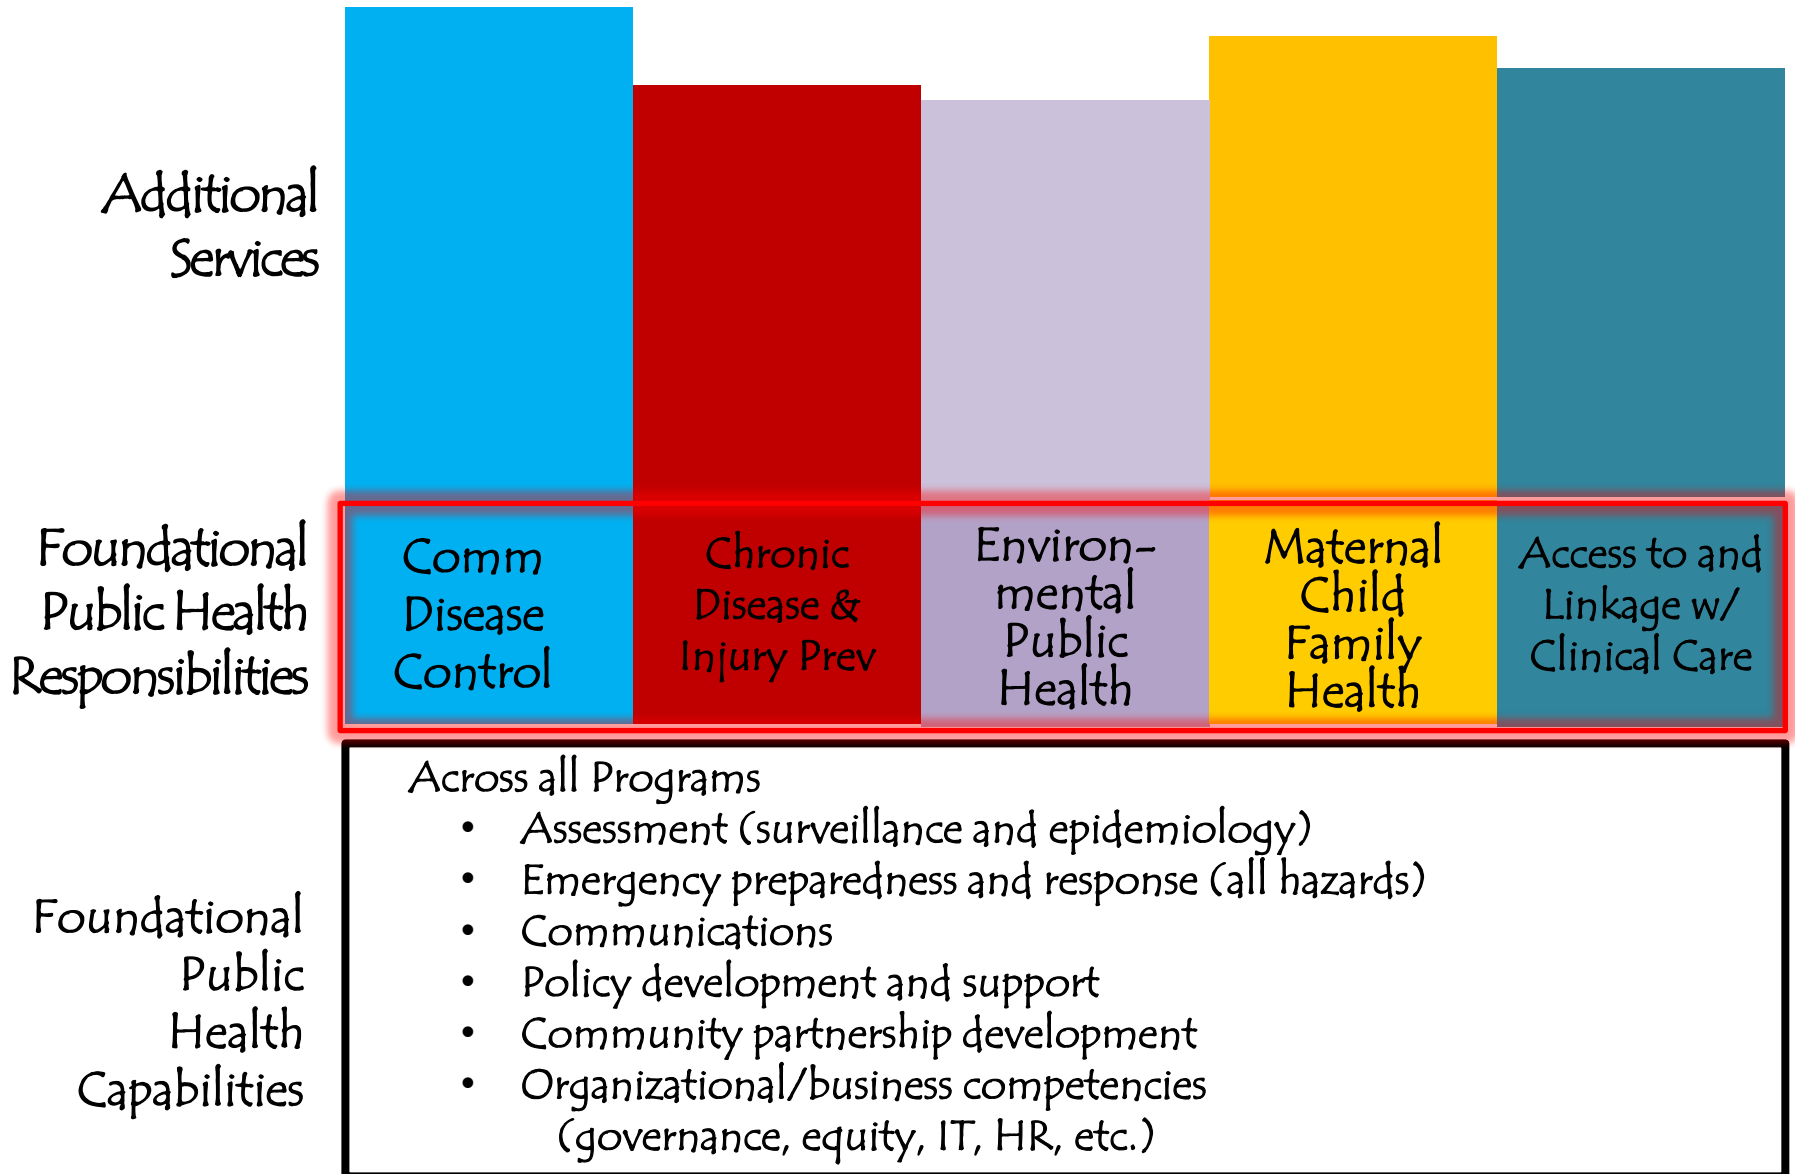 Additional
Services
Foundational
Public Health
Responsibilities
Comm
Disease
Control
Chronic
Disease &
Injury Prev
Environ-
mental
Public
Health
Maternal
Child
Family
Health
Access to and
Linkage w/
Clinical Care
Foundational
Public
Health
Capabilities
Across all Programs
• Assessment (surveillance and epidemiology)
• Emergency preparedness and response (all hazards)
• Communications
• Policy development and support
• Community partnership development
• Organizational/business competencies
(governance, equity, IT, HR, etc.)